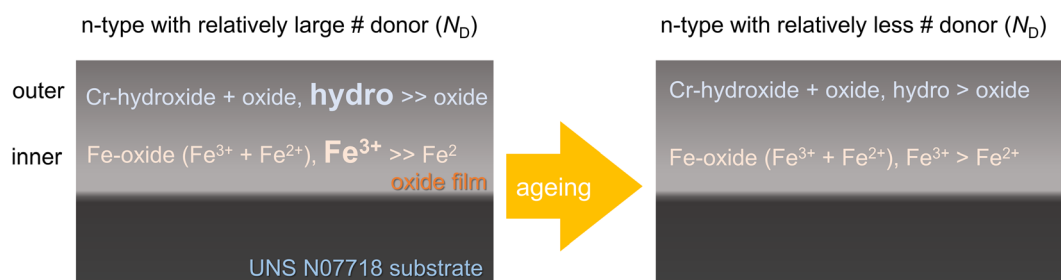 n-type with relatively large # donor (N_D)
n-type with relatively less # donor (N_D)
outer
Cr-hydroxide + oxide, hydro >> oxide
inner
Fe-oxide (Fe³⁺ + Fe²⁺), Fe³⁺ >> Fe²
oxide film
UNS N07718 substrate
ageing
Cr-hydroxide + oxide, hydro > oxide
Fe-oxide (Fe³⁺ + Fe²⁺), Fe³⁺ > Fe²⁺